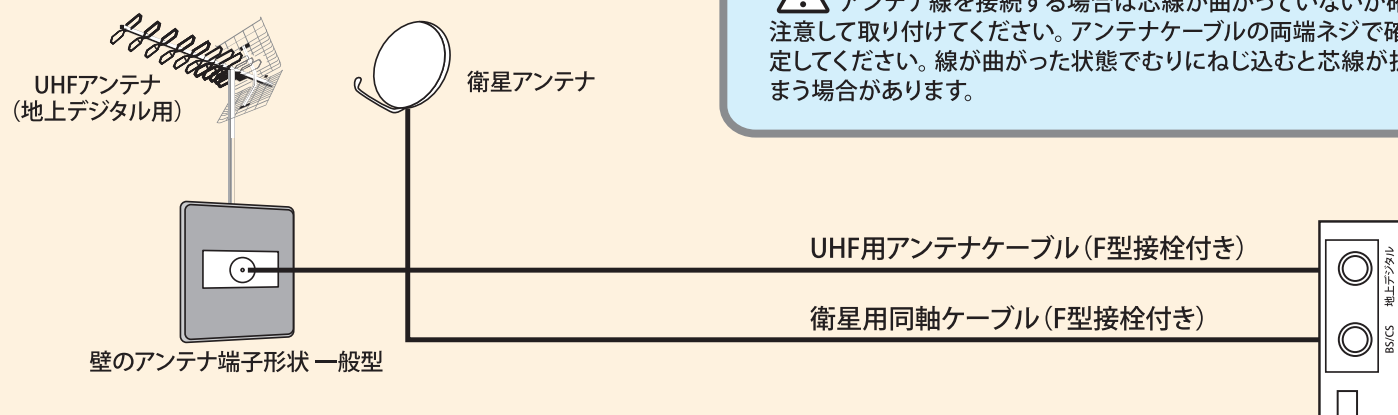 アンテナ線を接続する場合は芯線が曲がっていないか確
注意して取り付けてください。アンテナケーブルの両端ネジで確
定してください。線が曲がった状態でむりにねじ込むと芯線が折
まう場合があります。
UHFアンテナ
（地上デジタル用）
衛星アンテナ
UHF用アンテナケーブル（F型接栓付き）
地上デジタル
衛星用同軸ケーブル（F型接栓付き）
BS/CS
壁のアンテナ端子形状 一般型